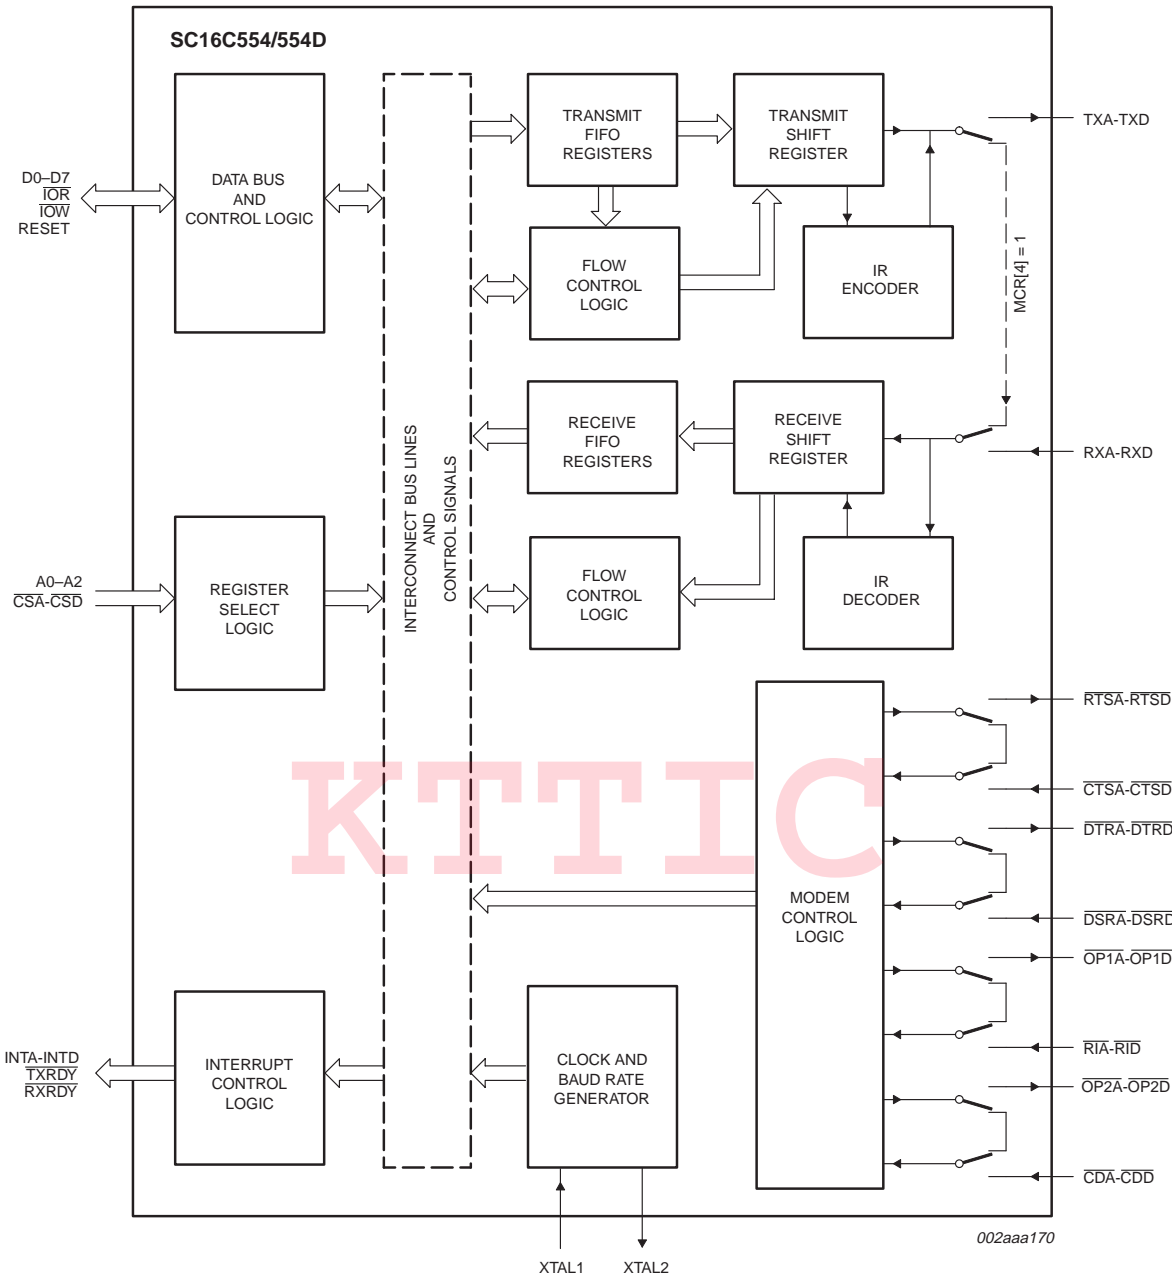 SC16C554/554D
D0–D7
IOR
IOW
RESET
DATA BUS
AND
CONTROL LOGIC
TRANSMIT
FIFO
REGISTERS
TRANSMIT
SHIFT
REGISTER
TXA-TXD
FLOW
CONTROL
LOGIC
IR
ENCODER
MCR[4] = 1
INTERCONNECT BUS LINES
AND
CONTROL SIGNALS
RECEIVE
FIFO
REGISTERS
RECEIVE
SHIFT
REGISTER
RXA-RXD
A0–A2
CSA-CSD
REGISTER
SELECT
LOGIC
FLOW
CONTROL
LOGIC
IR
DECODER
RTSA-RTSD
CTSA-CTSD
DTRA-DTRD
KTTIC
MODEM
CONTROL
LOGIC
DSRA-DSRD
OP1A-OP1D
RIA-RID
OP2A-OP2D
CDA-CDD
INTA-INTD
TXRDY
RXRDY
INTERRUPT
CONTROL
LOGIC
CLOCK AND
BAUD RATE
GENERATOR
XTAL1
XTAL2
002aaa170